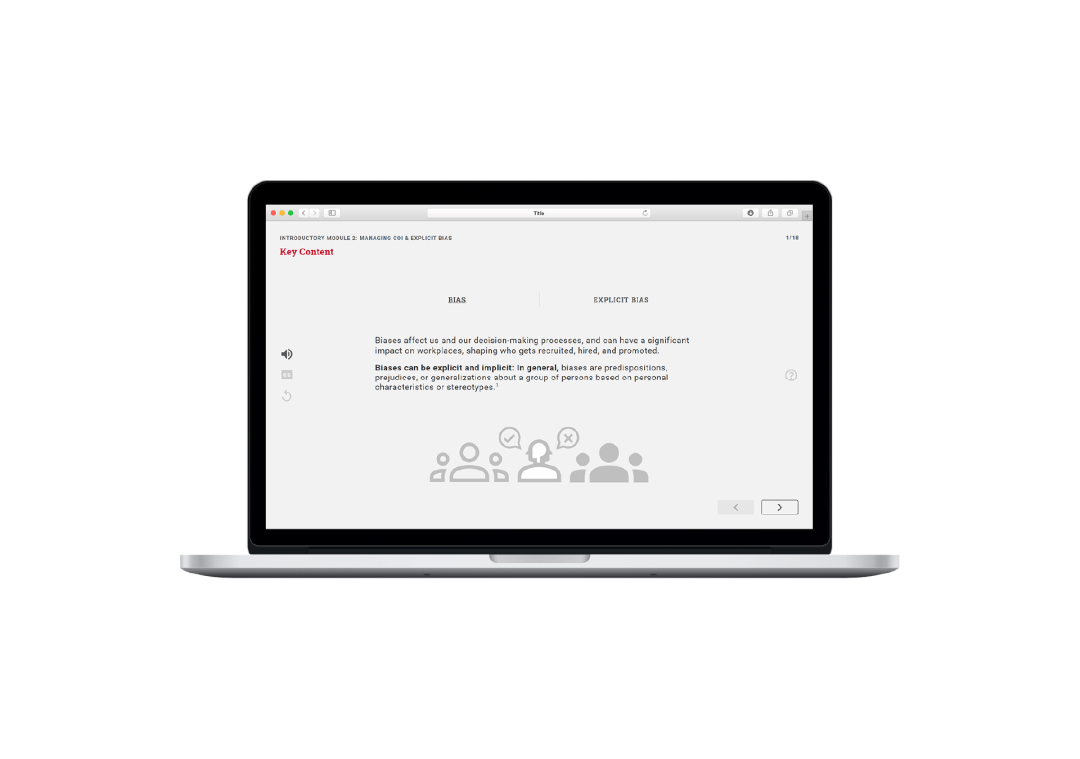 Title
INTRODUCTORY MODULE 2: MANAGING COI & EXPLICIT BIAS
1/18
Key Content
BIAS
EXPLICIT BIAS
Biases affect us and our decision-making processes, and can have a significant
impact on workplaces, shaping who gets recruited, hired, and promoted.
Biases can be explicit and implicit: In general, biases are predispositions,
prejudices, or generalizations about a group of persons based on personal
characteristics or stereotypes.¹